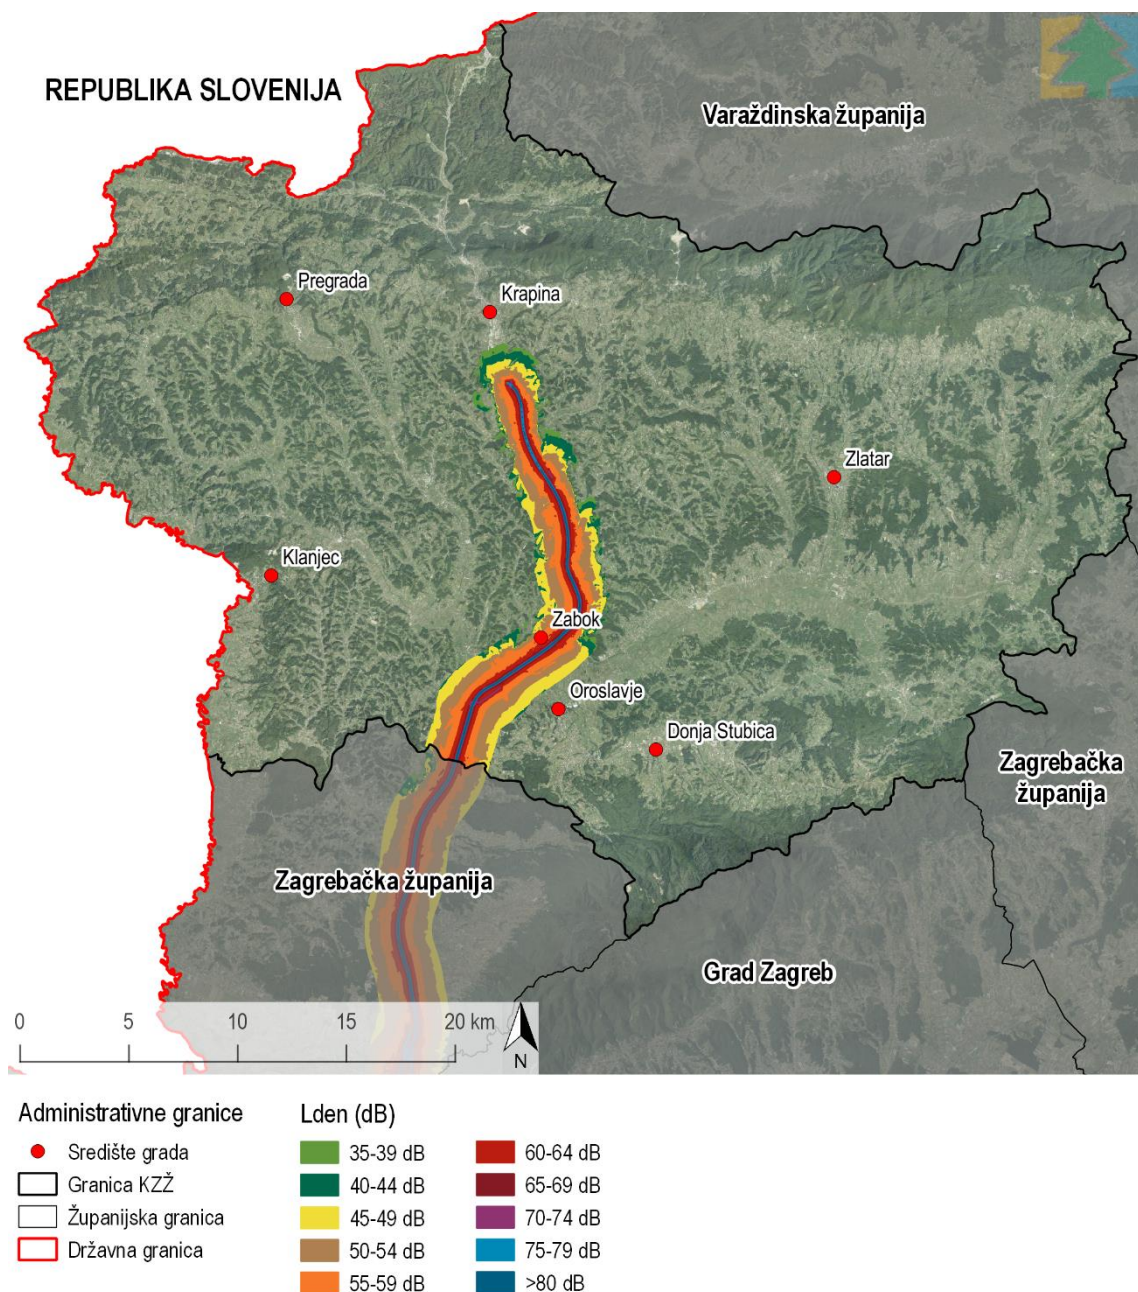 REPUBLIKA SLOVENIJA
Varaždinska županija
Pregrada
Krapina
Zlatar
Klanjec
Zabok
Oroslavje
Donja Stubica
Zagrebačka
županija
Zagrebačka županija
Grad Zagreb
0 5 10 15 20 km
N
Administrativne granice
Središte grada
Granica KZŽ
Županijska granica
Državna granica
Lden (dB)
35-39 dB
40-44 dB
45-49 dB
50-54 dB
55-59 dB
60-64 dB
65-69 dB
70-74 dB
75-79 dB
>80 dB